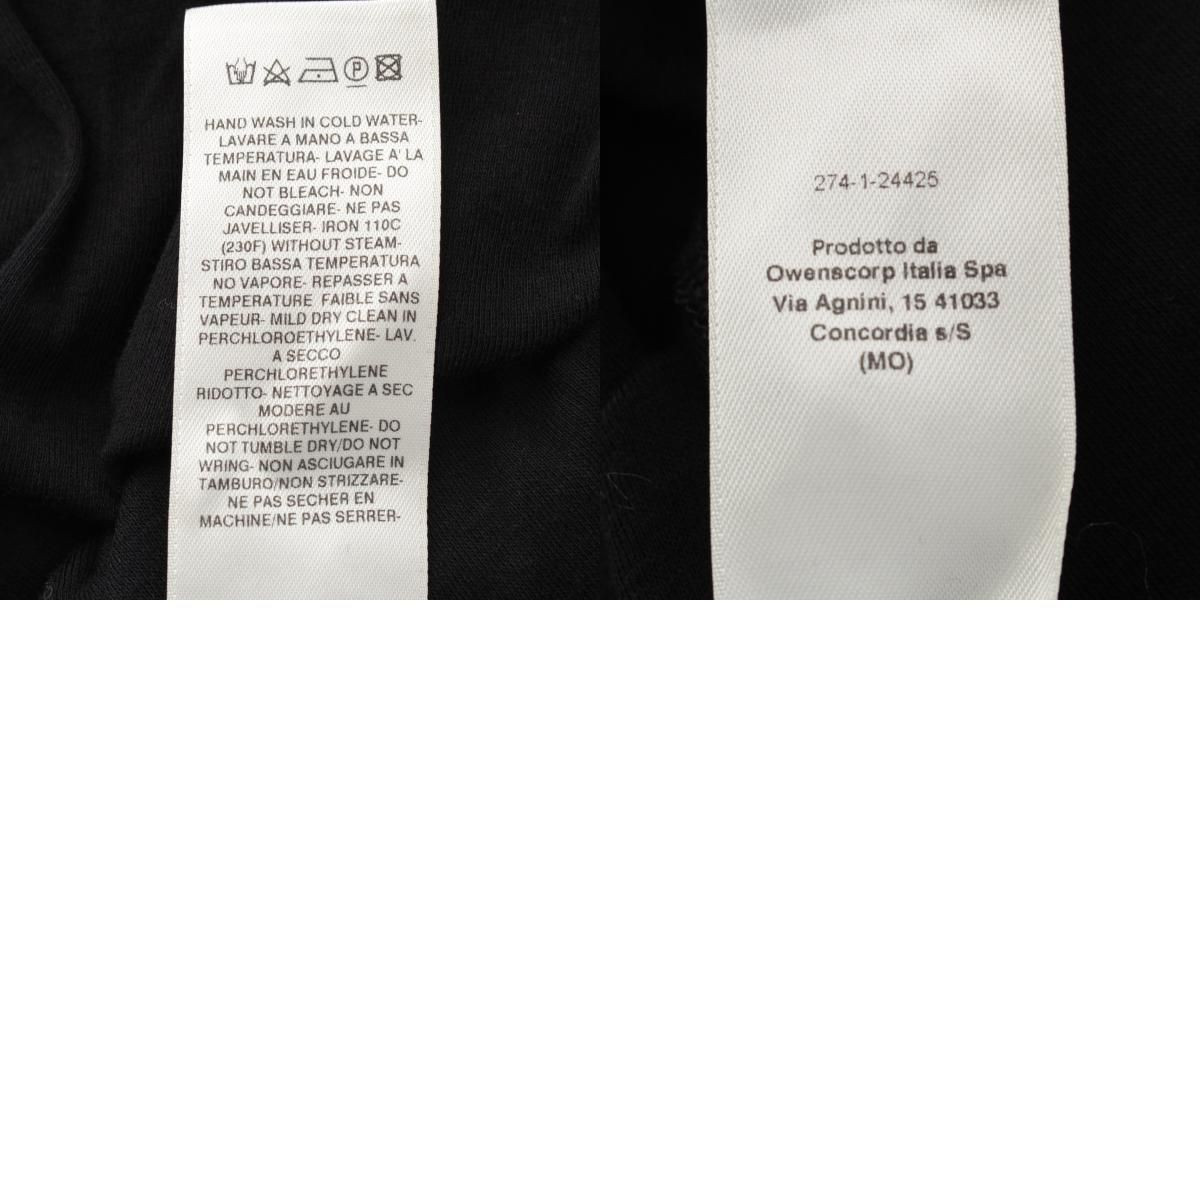 P
HAND WASH IN COLD WATER-
LAVARE A MANO A BASSA
TEMPERATURA- LAVAGE A' LA
MAIN EN EAU FROIDE- DO
NOT BLEACH- NON
CANDEGGIARE- NE PAS
JAVELLISER- IRON 110C
(230F) WITHOUT STEAM-
STIRO BASSA TEMPERATURA
NO VAPORE- REPASSER A
TEMPERATURE FAIBLE SANS
VAPEUR- MILD DRY CLEAN IN
PERCHLOROETHYLENE- LAV.
A SECCO
PERCHLORETHYLENE
RIDOTTO- NETTOYAGE A SEC
MODERE AU
PERCHLORETHYLENE- DO
NOT TUMBLE DRY/DO NOT
WRING- NON ASCIUGARE IN
TAMBURO/NON STRIZZARE-
NE PAS SECHER EN
MACHINE/NE PAS SERRER-
274-1-24425
Prodotto da
Owenscorp Italia Spa
Via Agnini, 15 41033
Concordia s/S
(MO)